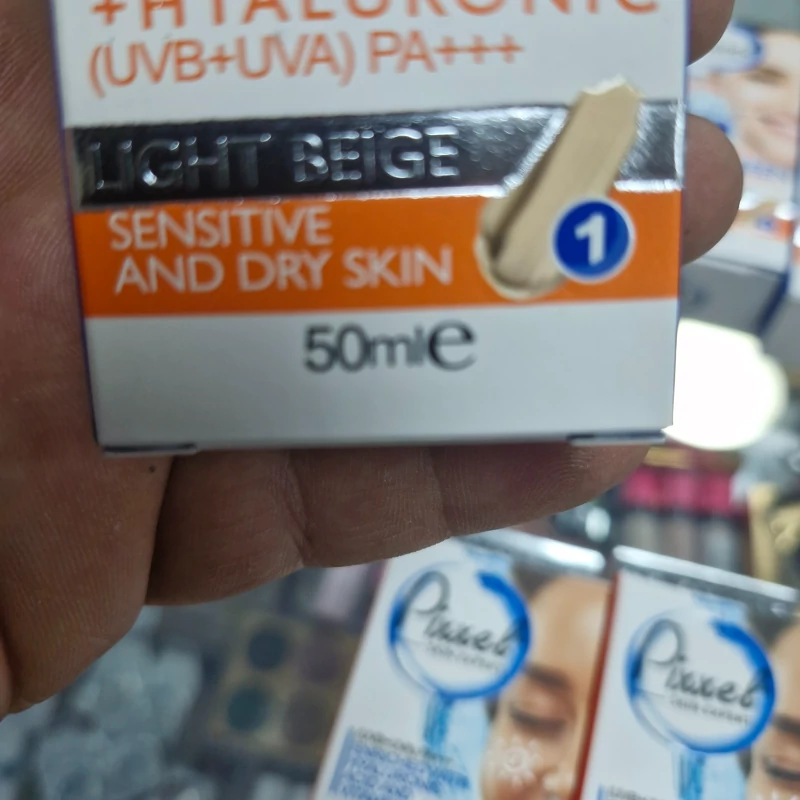 +HYALURONIC
(UVB+UVA) PA+++
LIGHT BEIGE
SENSITIVE
AND DRY SKIN
1
50ml e
Pixxel
Pixxel